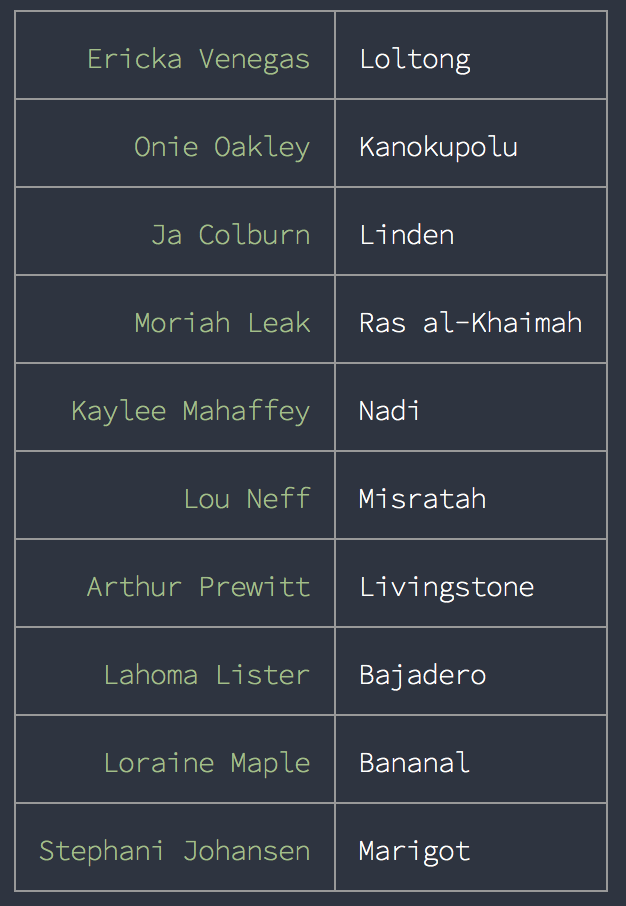 Ericka Venegas Loltong
Onie Oakley Kanokupolu
Ja Colburn Linden
Moriah Leak Ras al-Khaimah
Kaylee Mahaffey Nadi
Lou Neff Misratah
Arthur Prewitt Livingstone
Lahoma Lister Bajadero
Loraine Maple Bananal
Stephani Johansen Marigot